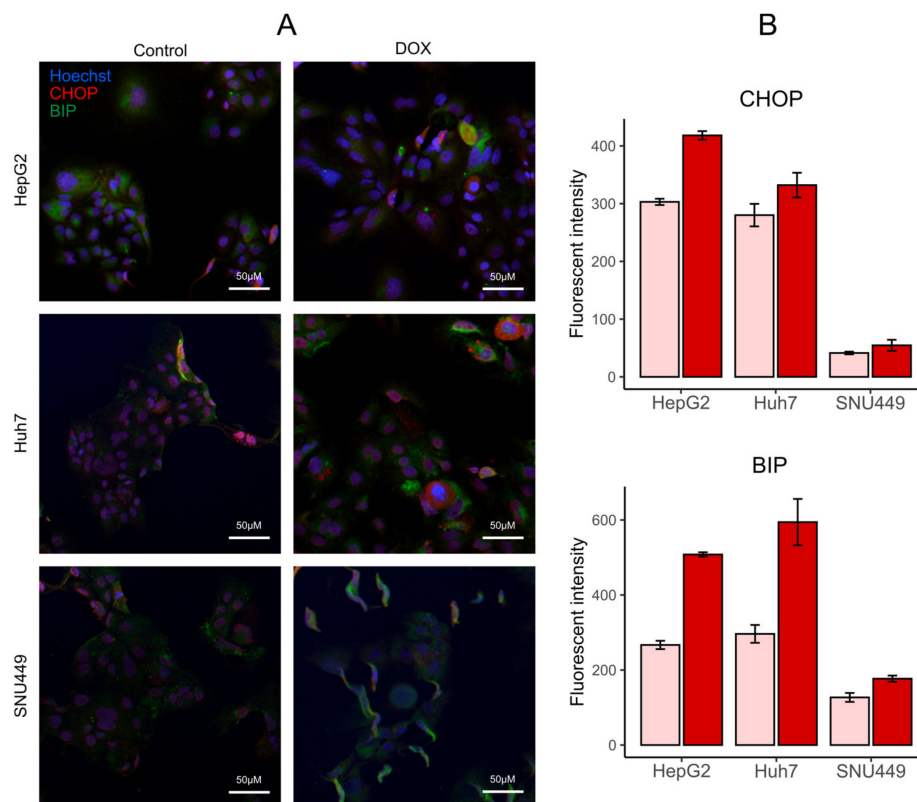 A
Control
DOX
Hoechst
CHOP
BIP
HepG2
50µM
50µM
Huh7
50µM
50µM
SNU449
50µM
50µM
B
CHOP
Fluorescent intensity
400
300
200
100
0
HepG2
Huh7
SNU449
BIP
Fluorescent intensity
600
400
200
0
HepG2
Huh7
SNU449